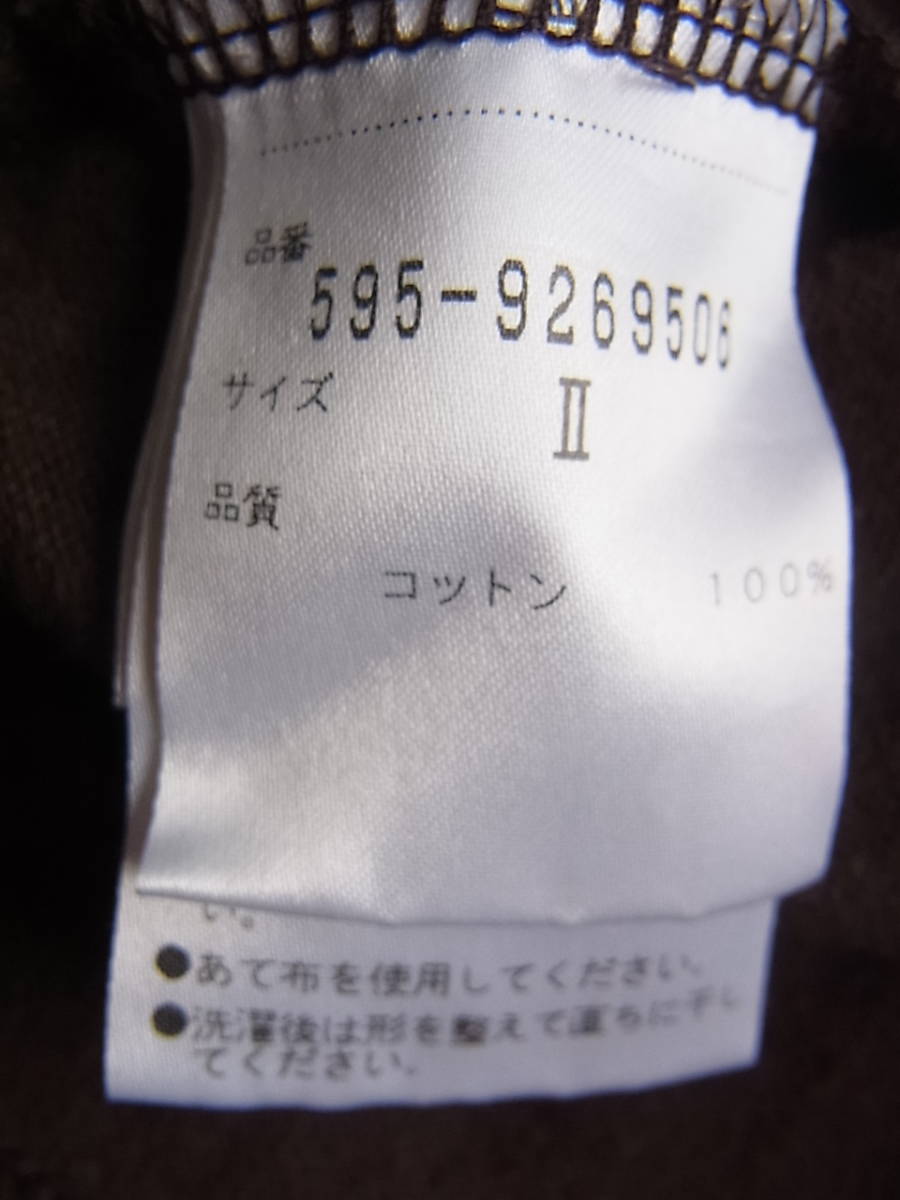 品番
595-9269506
サイズ
Ⅱ
品質
コットン 100%
い。
●あて布を使用してください。
●洗濯後は形を整えて直ちに干し
てください。